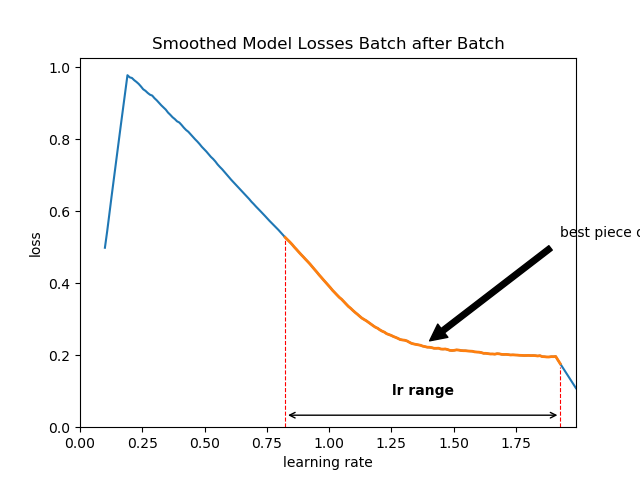 Smoothed Model Losses Batch after Batch
1.0
0.8
0.6
0.4
0.2
0.0
loss
best piece
lr range
0.00 0.25 0.50 0.75 1.00 1.25 1.50 1.75
learning rate